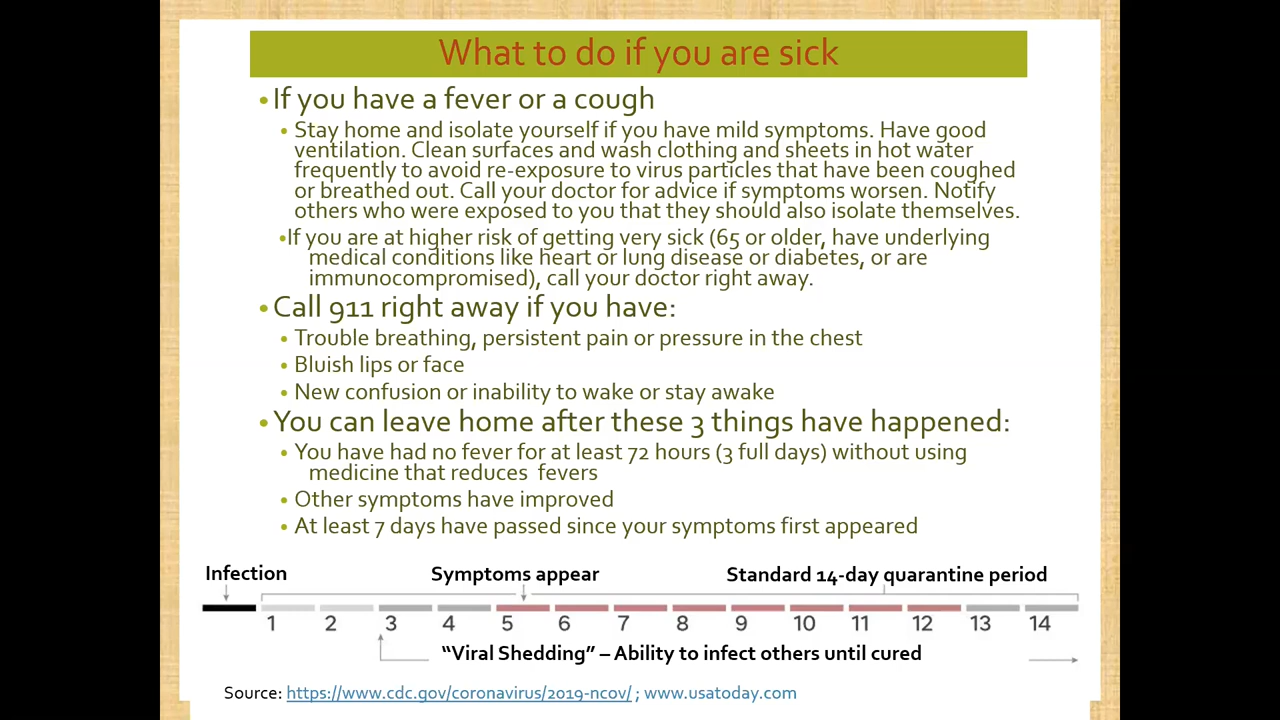 What to do if you are sick
• If you have a fever or a cough
• Stay home and isolate yourself if you have mild symptoms. Have good
ventilation. Clean surfaces and wash clothing and sheets in hot water
frequently to avoid re-exposure to virus particles that have been coughed
or breathed out. Call your doctor for advice if symptoms worsen. Notify
others who were exposed to you that they should also isolate themselves.
•If you are at higher risk of getting very sick (65 or older, have underlying
medical conditions like heart or lung disease or diabetes, or are
immunocompromised), call your doctor right away.
• Call 911 right away if you have:
• Trouble breathing, persistent pain or pressure in the chest
• Bluish lips or face
• New confusion or inability to wake or stay awake
• You can leave home after these 3 things have happened:
• You have had no fever for at least 72 hours (3 full days) without using
medicine that reduces fevers
• Other symptoms have improved
• At least 7 days have passed since your symptoms first appeared
Infection Symptoms appear Standard 14-day quarantine period
1 2 3 4 5 6 7 8 9 10 11 12 13 14
“Viral Shedding” – Ability to infect others until cured
Source: https://www.cdc.gov/coronavirus/2019-ncov/ ; www.usatoday.com